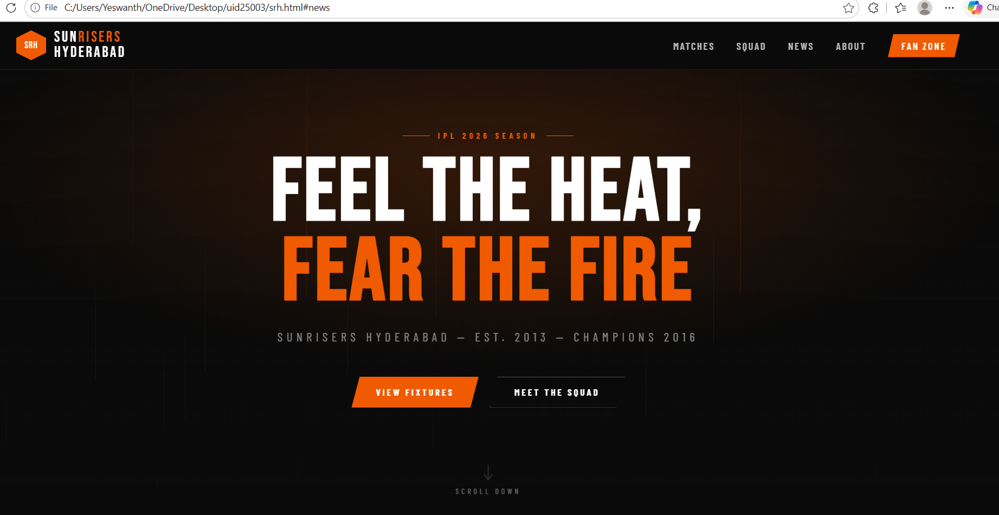 File C:/Users/Yeswanth/OneDrive/Desktop/uid25003/srh.html#news
SRH
SUNRISERS
HYDERABAD
MATCHES SQUAD NEWS ABOUT FAN ZONE
IPL 2026 SEASON
FEEL THE HEAT,
FEAR THE FIRE
SUNRISERS HYDERABAD — EST. 2013 — CHAMPIONS 2016
VIEW FIXTURES MEET THE SQUAD
SCROLL DOWN